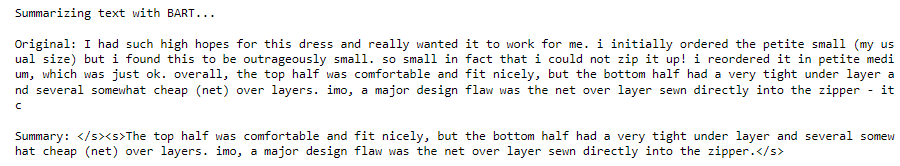 Summarizing text with BART...
Original: I had such high hopes for this dress and really wanted it to work for me. i initially ordered the petite small (my us
ual size) but i found this to be outrageously small. so small in fact that i could not zip it up! i reordered it in petite medi
um, which was just ok. overall, the top half was comfortable and fit nicely, but the bottom half had a very tight under layer a
nd several somewhat cheap (net) over layers. imo, a major design flaw was the net over layer sewn directly into the zipper - it
c
Summary: </s><s>The top half was comfortable and fit nicely, but the bottom half had a very tight under layer and several somew
hat cheap (net) over layers. imo, a major design flaw was the net over layer sewn directly into the zipper.</s>